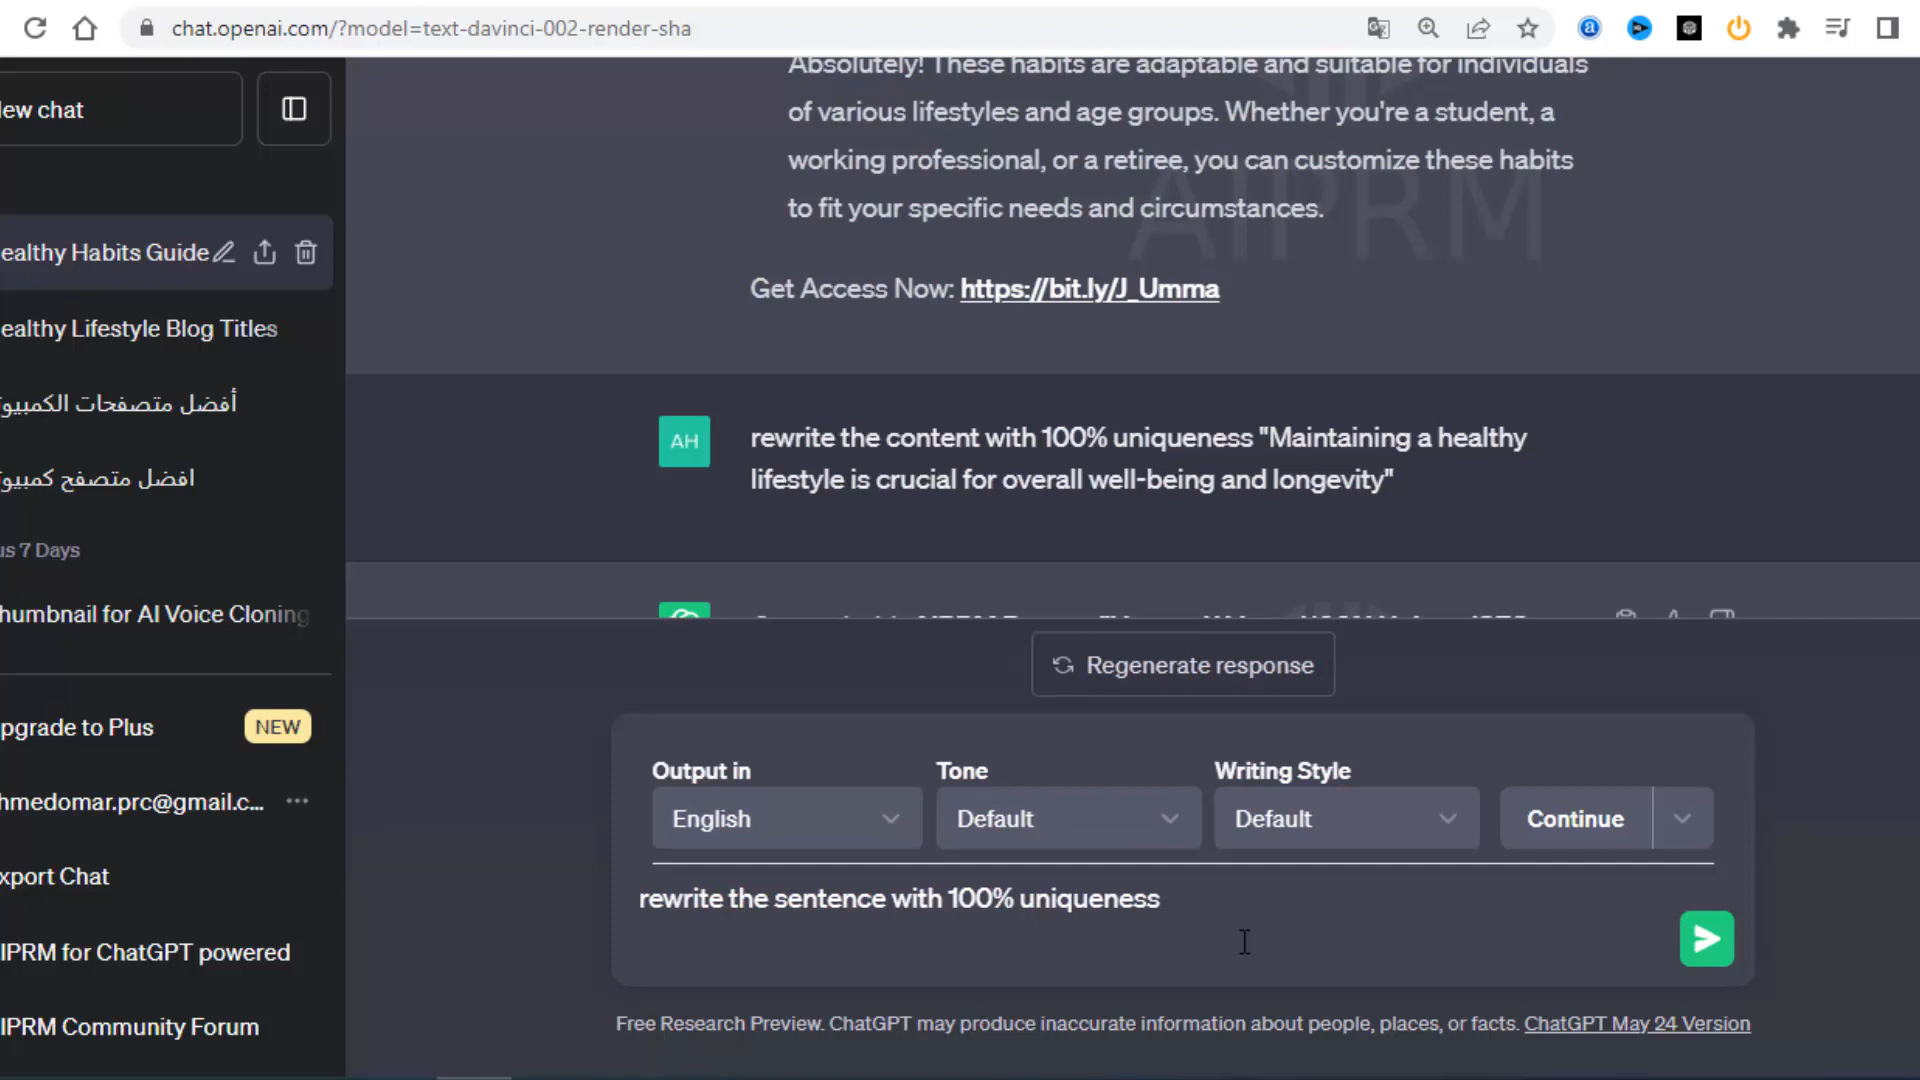 chat.openai.com/?model=text-davinci-002-render-sha
ew chat
ealthy Habits Guide
ealthy Lifestyle Blog Titles
أفضل متصفحات الكمبيو
افضل متصفح كمبيو
us 7 Days
humbnail for AI Voice Cloning
pgrade to Plus
NEW
hmedomar.prc@gmail.c...
xport Chat
IPRM for ChatGPT powered
IPRM Community Forum
Absolutely! These habits are adaptable and suitable for individuals
of various lifestyles and age groups. Whether you're a student, a
working professional, or a retiree, you can customize these habits
to fit your specific needs and circumstances.
AIPRM
Get Access Now: https://bit.ly/J_Umma
AH
rewrite the content with 100% uniqueness "Maintaining a healthy
lifestyle is crucial for overall well-being and longevity"
Regenerate response
Output in
Tone
Writing Style
English
Default
Default
Continue
rewrite the sentence with 100% uniqueness
Free Research Preview. ChatGPT may produce inaccurate information about people, places, or facts. ChatGPT May 24 Version